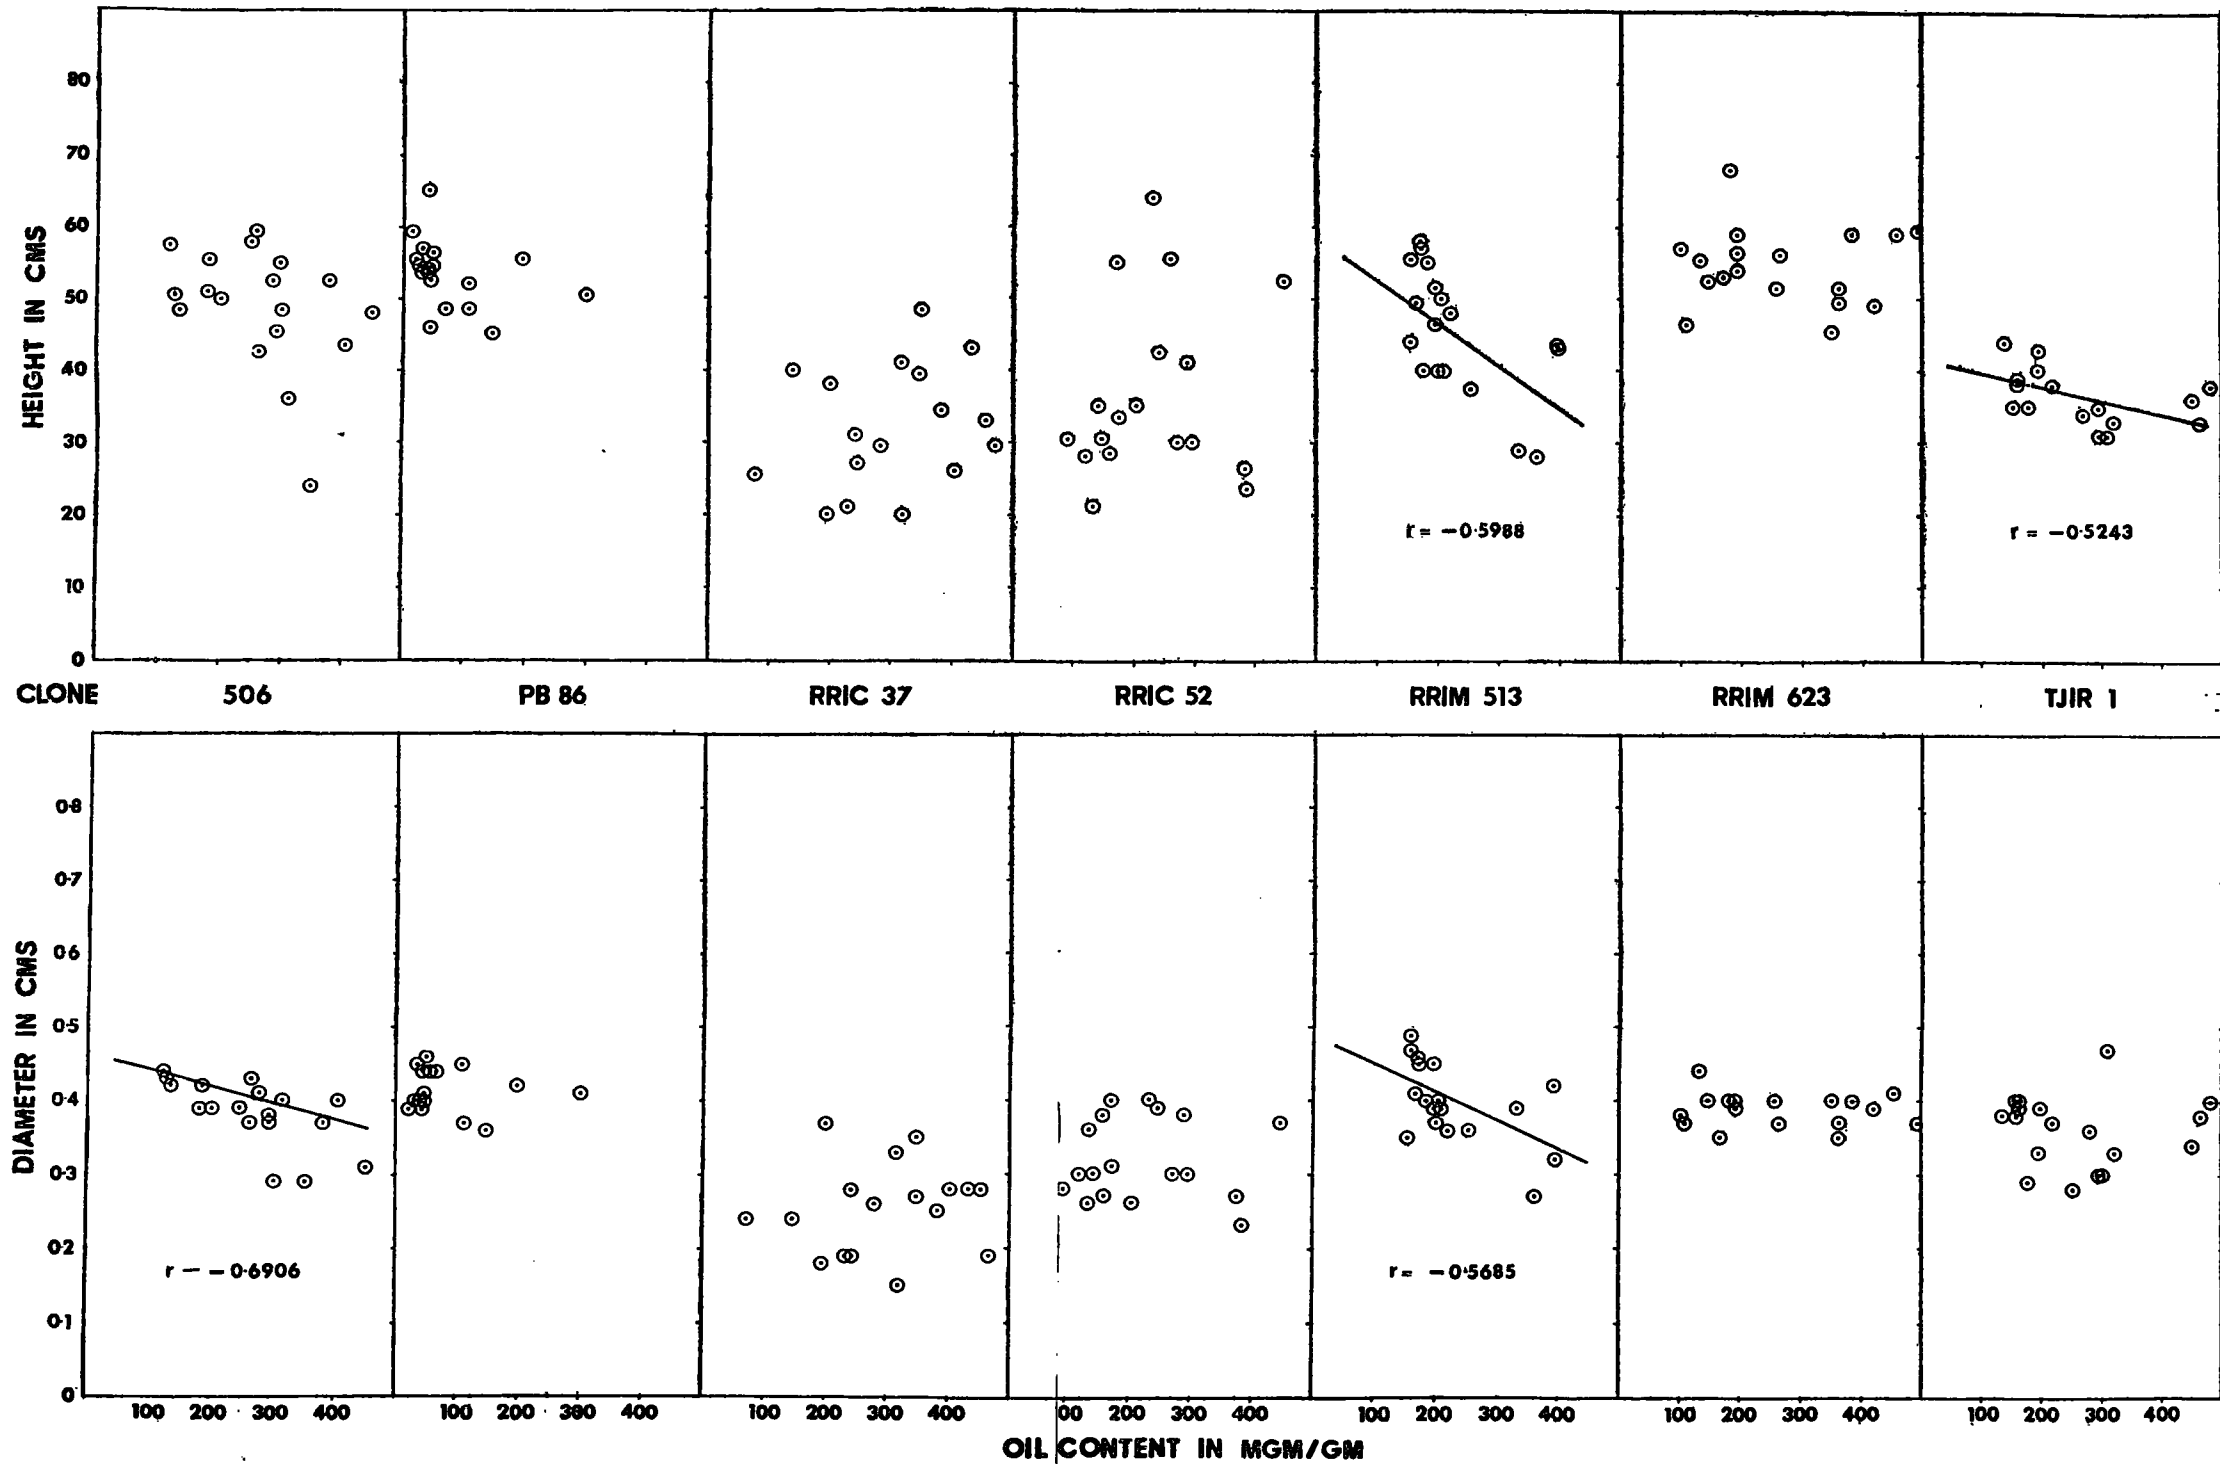 80
70
60
50
40
30
20
10
0
HEIGHT IN CMS
r = -0·5988
r = -0·5243
CLONE 506 PB 86 RRIC 37 RRIC 52 RRIM 513 RRIM 623 TJIR 1
0·8
0·7
0·6
0·5
0·4
0·3
0·2
0·1
0
DIAMETER IN CMS
r — -0·6906
r = -0·5685
100 200 300 400 100 200 300 400 100 200 300 400 00 200 300 400 100 200 300 400 100 200 300 400 100 200 300 400
OIL CONTENT IN MGM/GM